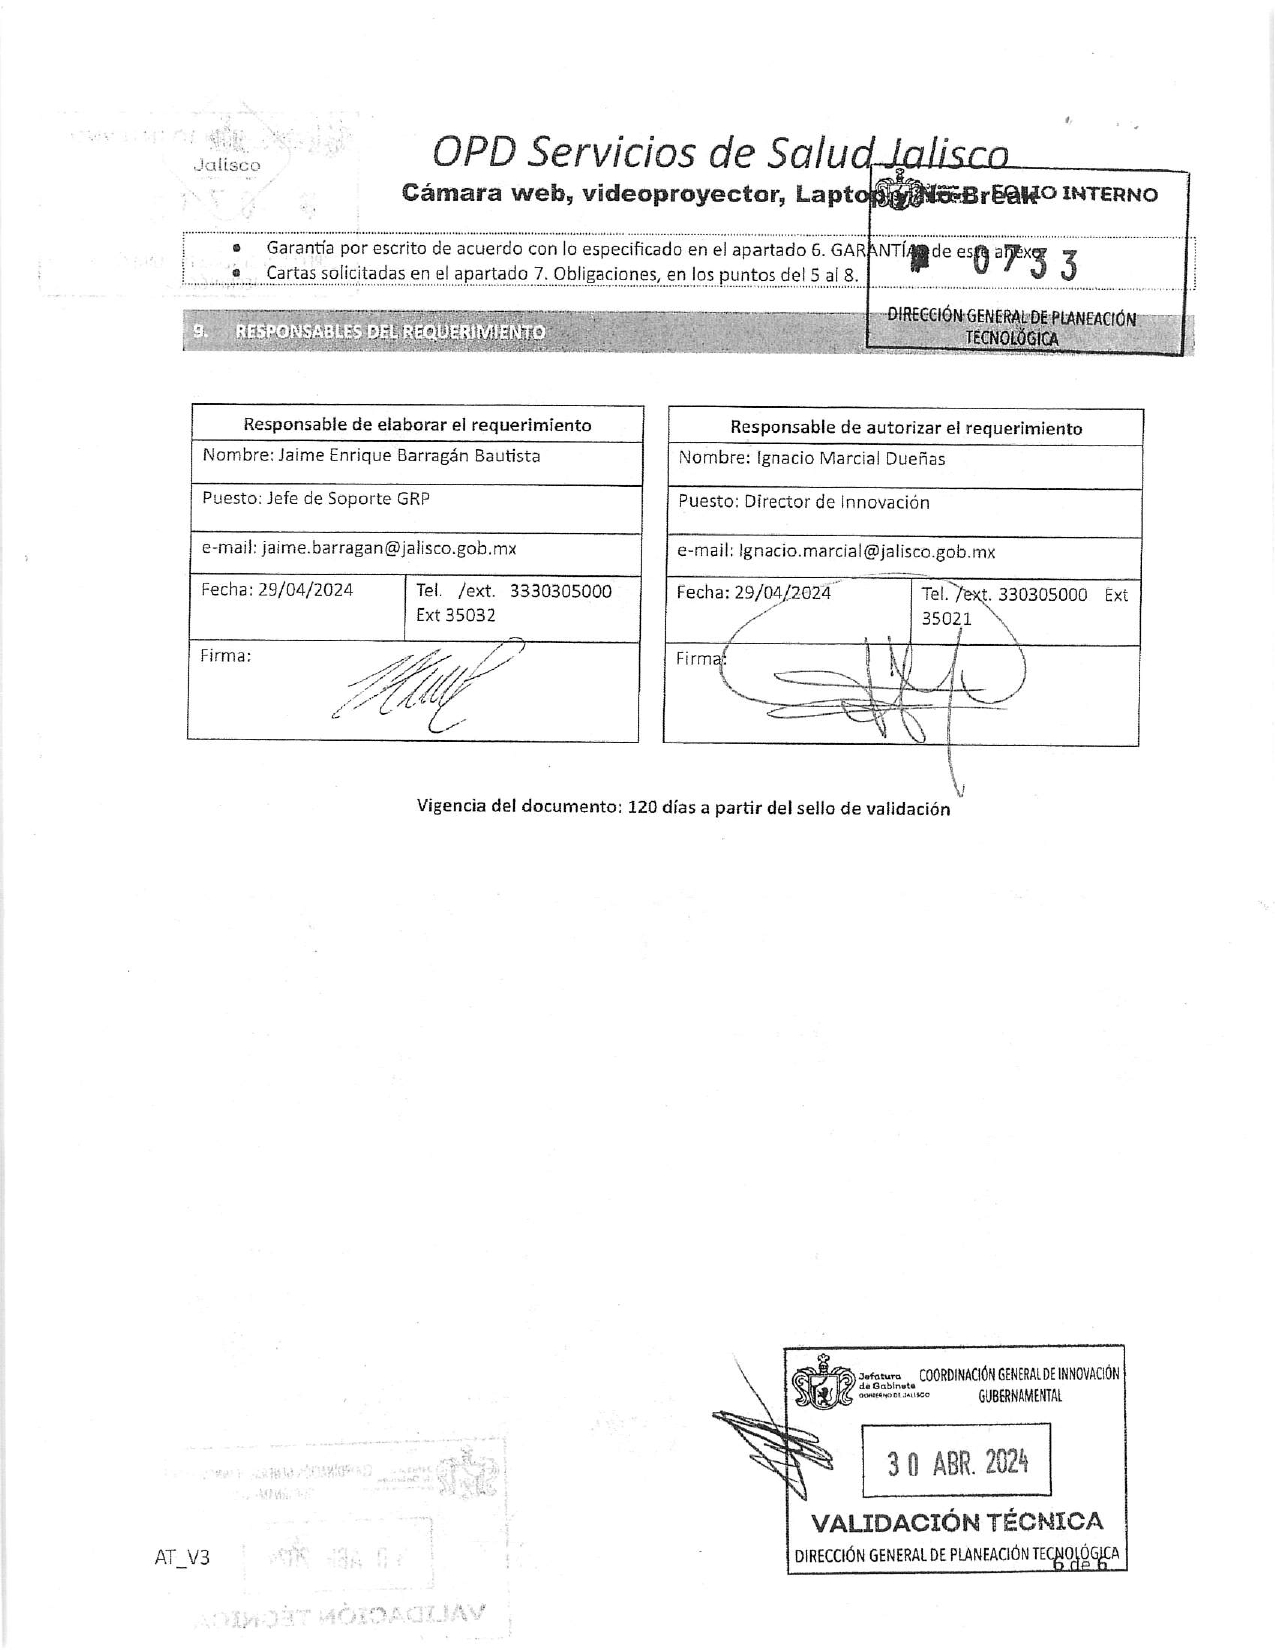 Jalisco
OPD Servicios de Salud Jalisco
Cámara web, videoproyector, Laptop y No-Break
FOLIO INTERNO
0733
DIRECCIÓN GENERAL DE PLANEACIÓN
TECNOLÓGICA
• Garantía por escrito de acuerdo con lo especificado en el apartado 6. GARANTÍA de este anexo
• Cartas solicitadas en el apartado 7. Obligaciones, en los puntos del 5 al 8.
9. RESPONSABLES DEL REQUERIMIENTO
Responsable de elaborar el requerimiento
Nombre: Jaime Enrique Barragán Bautista
Puesto: Jefe de Soporte GRP
e-mail: jaime.barragan@jalisco.gob.mx
Fecha: 29/04/2024
Tel. /ext. 3330305000
Ext 35032
Firma:
Responsable de autorizar el requerimiento
Nombre: Ignacio Marcial Dueñas
Puesto: Director de Innovación
e-mail: Ignacio.marcial@jalisco.gob.mx
Fecha: 29/04/2024
Tel. /ext. 330305000 Ext
35021
Firma:
Vigencia del documento: 120 días a partir del sello de validación
Jefatura
de Gabinete
GOBIERNO DE JALISCO
COORDINACIÓN GENERAL DE INNOVACIÓN
GUBERNAMENTAL
30 ABR. 2024
VALIDACIÓN TÉCNICA
DIRECCIÓN GENERAL DE PLANEACIÓN TECNOLÓGICA
AT_V3
6 de 6